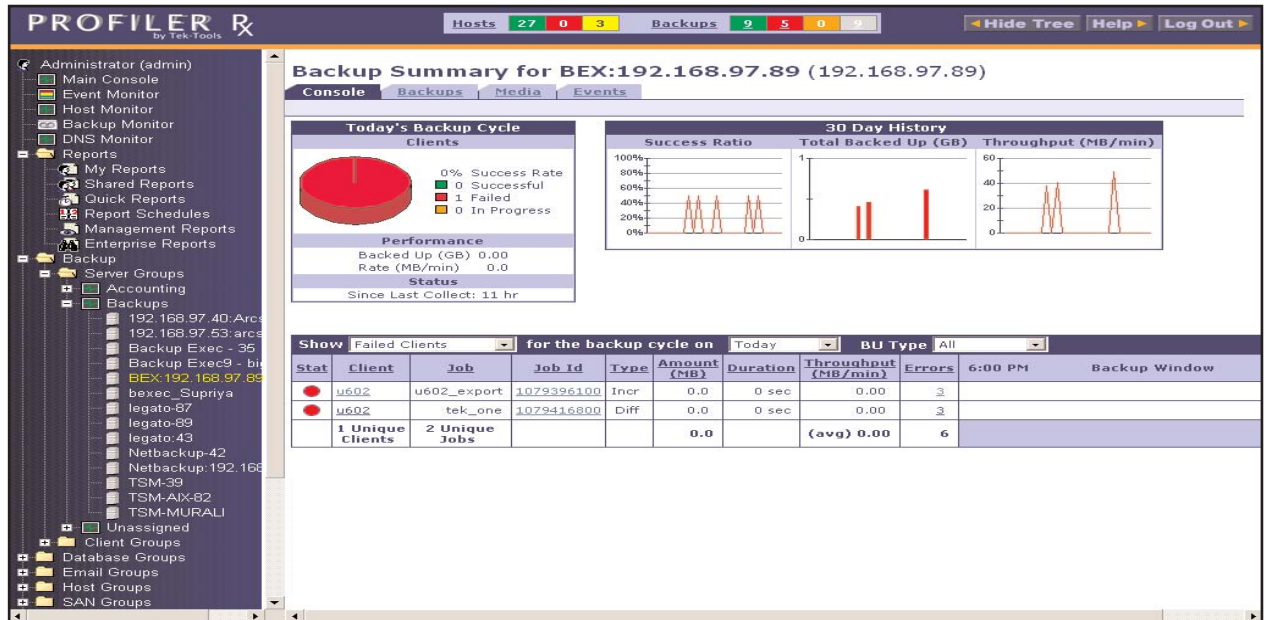 PROFILER Rx
by Tek-Tools
Hosts 27 0 3 Backups 9 5 0 9
Hide Tree Help Log Out
Administrator (admin)
Main Console
Event Monitor
Host Monitor
Backup Monitor
DNS Monitor
Reports
My Reports
Shared Reports
Quick Reports
Report Schedules
Management Reports
Enterprise Reports
Backup
Server Groups
Accounting
Backups
192.168.97.40:Arcs
192.168.97.53:arcs
Backup Exec - 35
Backup Exec9 - bi
BEX:192.168.97.89
bexec_Supriya
legato-87
legato-89
legato:43
Netbackup-42
Netbackup:192.168
TSM-39
TSM-AIX-82
TSM-MURALI
Unassigned
Client Groups
Database Groups
Email Groups
Host Groups
SAN Groups
Backup Summary for BEX:192.168.97.89 (192.168.97.89)
Console Backups Media Events
Today's Backup Cycle
Clients
0% Success Rate
0 Successful
1 Failed
0 In Progress
Performance
Backed Up (GB) 0.00
Rate (MB/min) 0.0
Status
Since Last Collect: 11 hr
30 Day History
Success Ratio Total Backed Up (GB) Throughput (MB/min)
100%
80%
60%
40%
20%
0%
1
0
60
40
20
0
Show Failed Clients for the backup cycle on Today BU Type All
Stat Client Job Job Id Type Amount (MB) Duration Throughput (MB/min) Errors 6:00 PM Backup Window
u602 u602_export 1079396100 Incr 0.0 0 sec 0.00 3
u602 tek_one 1079416800 Diff 0.0 0 sec 0.00 3
1 Unique Clients 2 Unique Jobs 0.0 (avg) 0.00 6